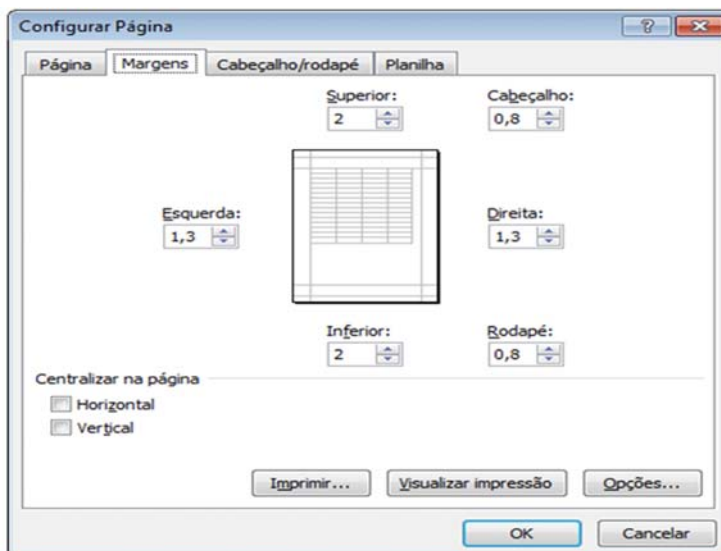 Configurar Página
Página Margens Cabeçalho/rodapé Planilha
Superior: Cabeçalho:
2 0,8
Esquerda: Direita:
1,3 1,3
Inferior: Rodapé:
2 0,8
Centralizar na página
Horizontal
Vertical
Imprimir... Visualizar impressão Opções...
OK Cancelar